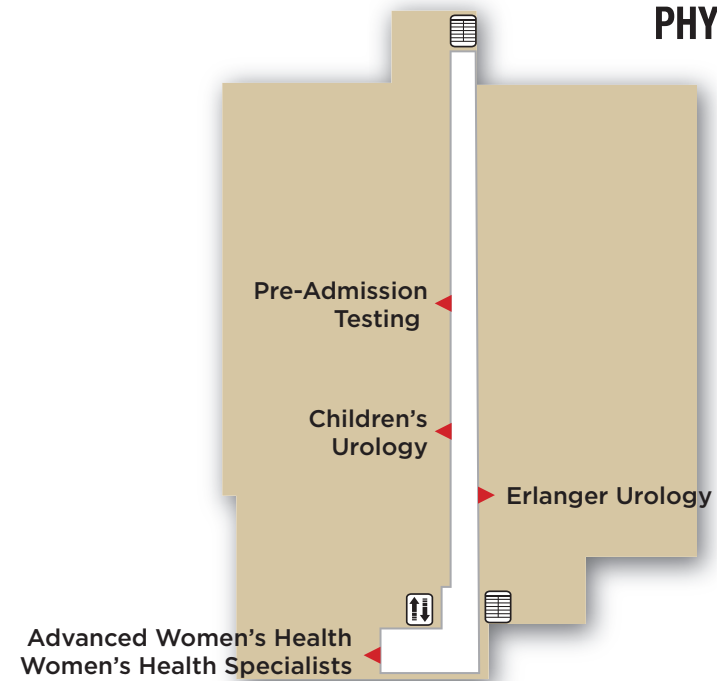 PHY
Pre-Admission
Testing
Children's
Urology
Erlanger Urology
Advanced Women's Health
Women's Health Specialists